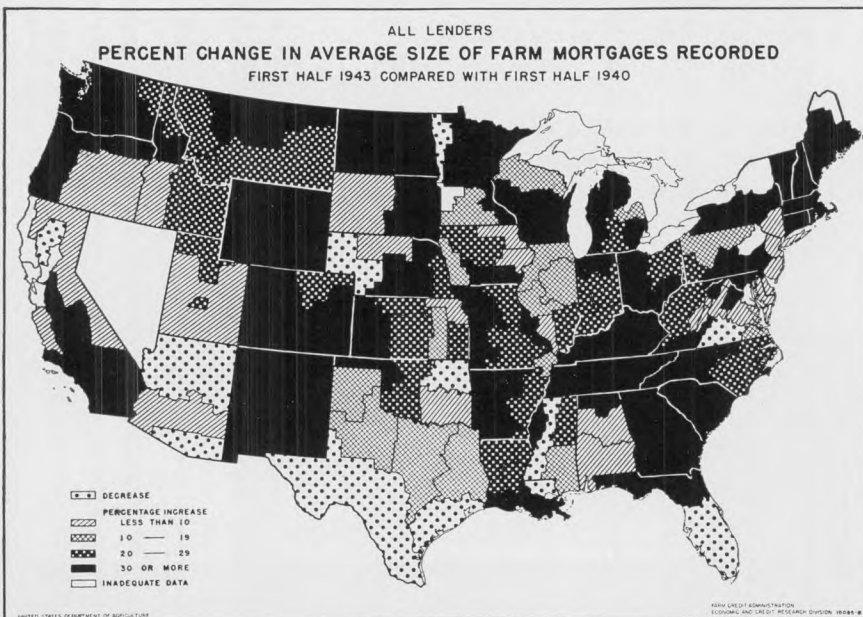 ALL LENDERS
PERCENT CHANGE IN AVERAGE SIZE OF FARM MORTGAGES RECORDED
FIRST HALF 1943 COMPARED WITH FIRST HALF 1940
DECREASE
PERCENTAGE INCREASE
LESS THAN 10
10 — 19
20 — 29
30 OR MORE
INADEQUATE DATA
UNITED STATES DEPARTMENT OF AGRICULTURE
FARM CREDIT ADMINISTRATION
ECONOMIC AND CREDIT RESEARCH DIVISION